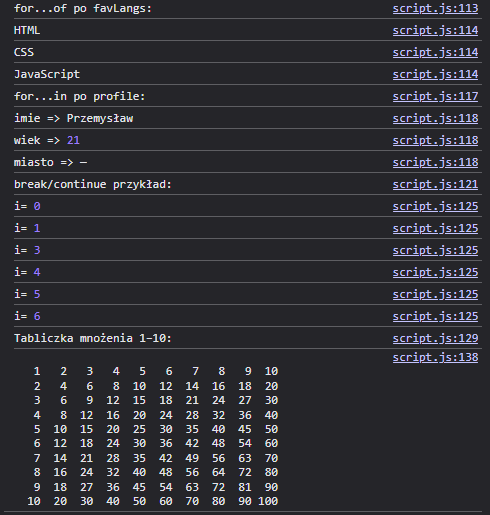 for...of po favLangs: script.js:113
HTML script.js:114
CSS script.js:114
JavaScript script.js:114
for...in po profile: script.js:117
imie => Przemysław script.js:118
wiek => 21 script.js:118
miasto => — script.js:118
break/continue przykład: script.js:121
i= 0 script.js:125
i= 1 script.js:125
i= 3 script.js:125
i= 4 script.js:125
i= 5 script.js:125
i= 6 script.js:125
Tabliczka mnożenia 1–10: script.js:129
script.js:138
1 2 3 4 5 6 7 8 9 10
2 4 6 8 10 12 14 16 18 20
3 6 9 12 15 18 21 24 27 30
4 8 12 16 20 24 28 32 36 40
5 10 15 20 25 30 35 40 45 50
6 12 18 24 30 36 42 48 54 60
7 14 21 28 35 42 49 56 63 70
8 16 24 32 40 48 56 64 72 80
9 18 27 36 45 54 63 72 81 90
10 20 30 40 50 60 70 80 90 100